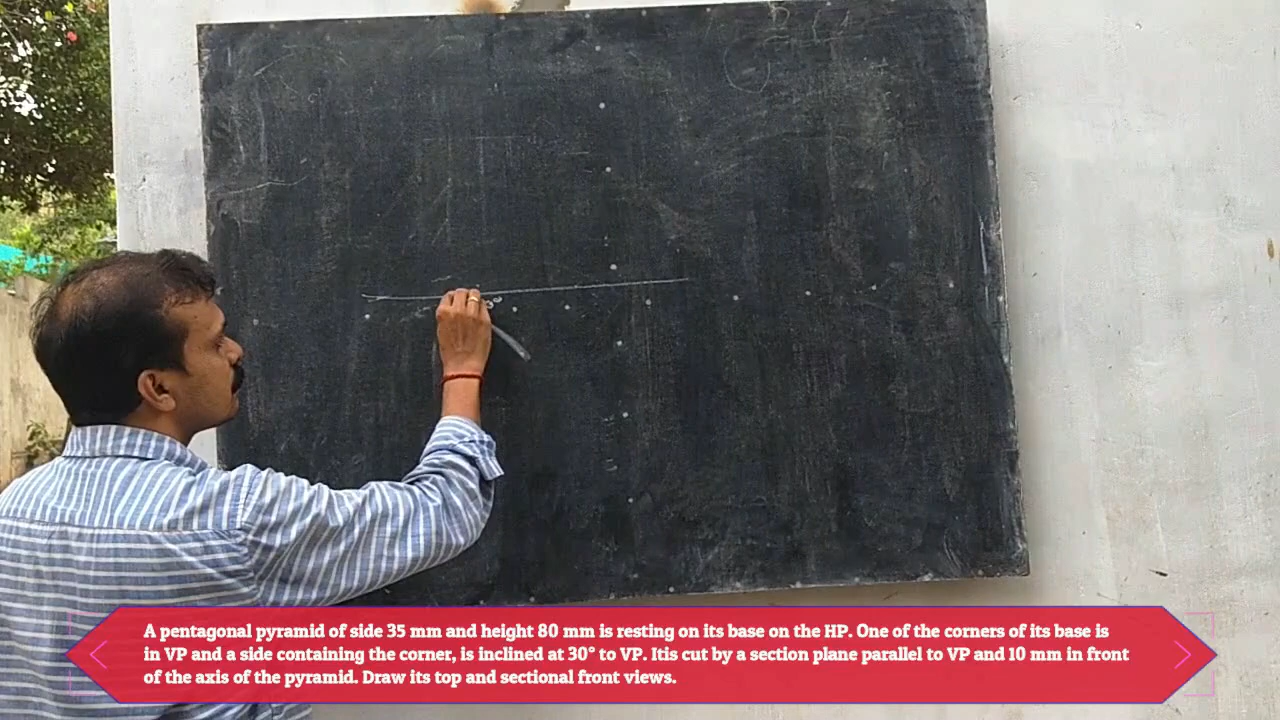 30°
A pentagonal pyramid of side 35 mm and height 80 mm is resting on its base on the HP. One of the corners of its base is
in VP and a side containing the corner, is inclined at 30° to VP. Itis cut by a section plane parallel to VP and 10 mm in front
of the axis of the pyramid. Draw its top and sectional front views.